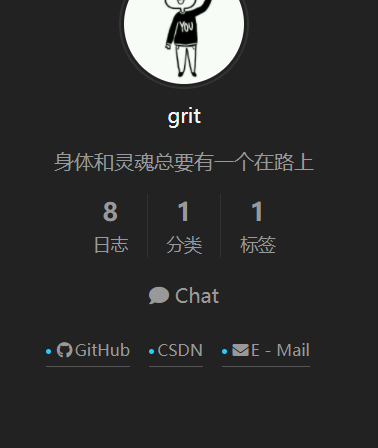 YOU
grit
身体和灵魂总要有一个在路上
8 1 1
日志 分类 标签
Chat
GitHub CSDN E - Mail